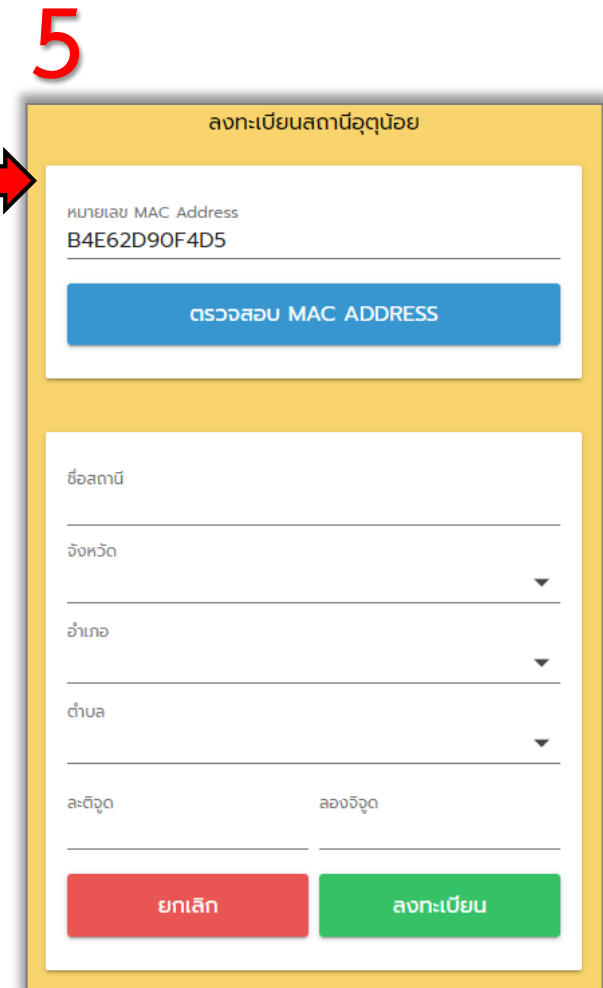 5
ลงทะเบียนสถานีอุตุน้อย
หมายเลข MAC Address
B4E62D90F4D5
ตรวจสอบ MAC ADDRESS
ชื่อสถานี
จังหวัด
อำเภอ
ตำบล
ละติจูด ลองจิจูด
ยกเลิก ลงทะเบียน